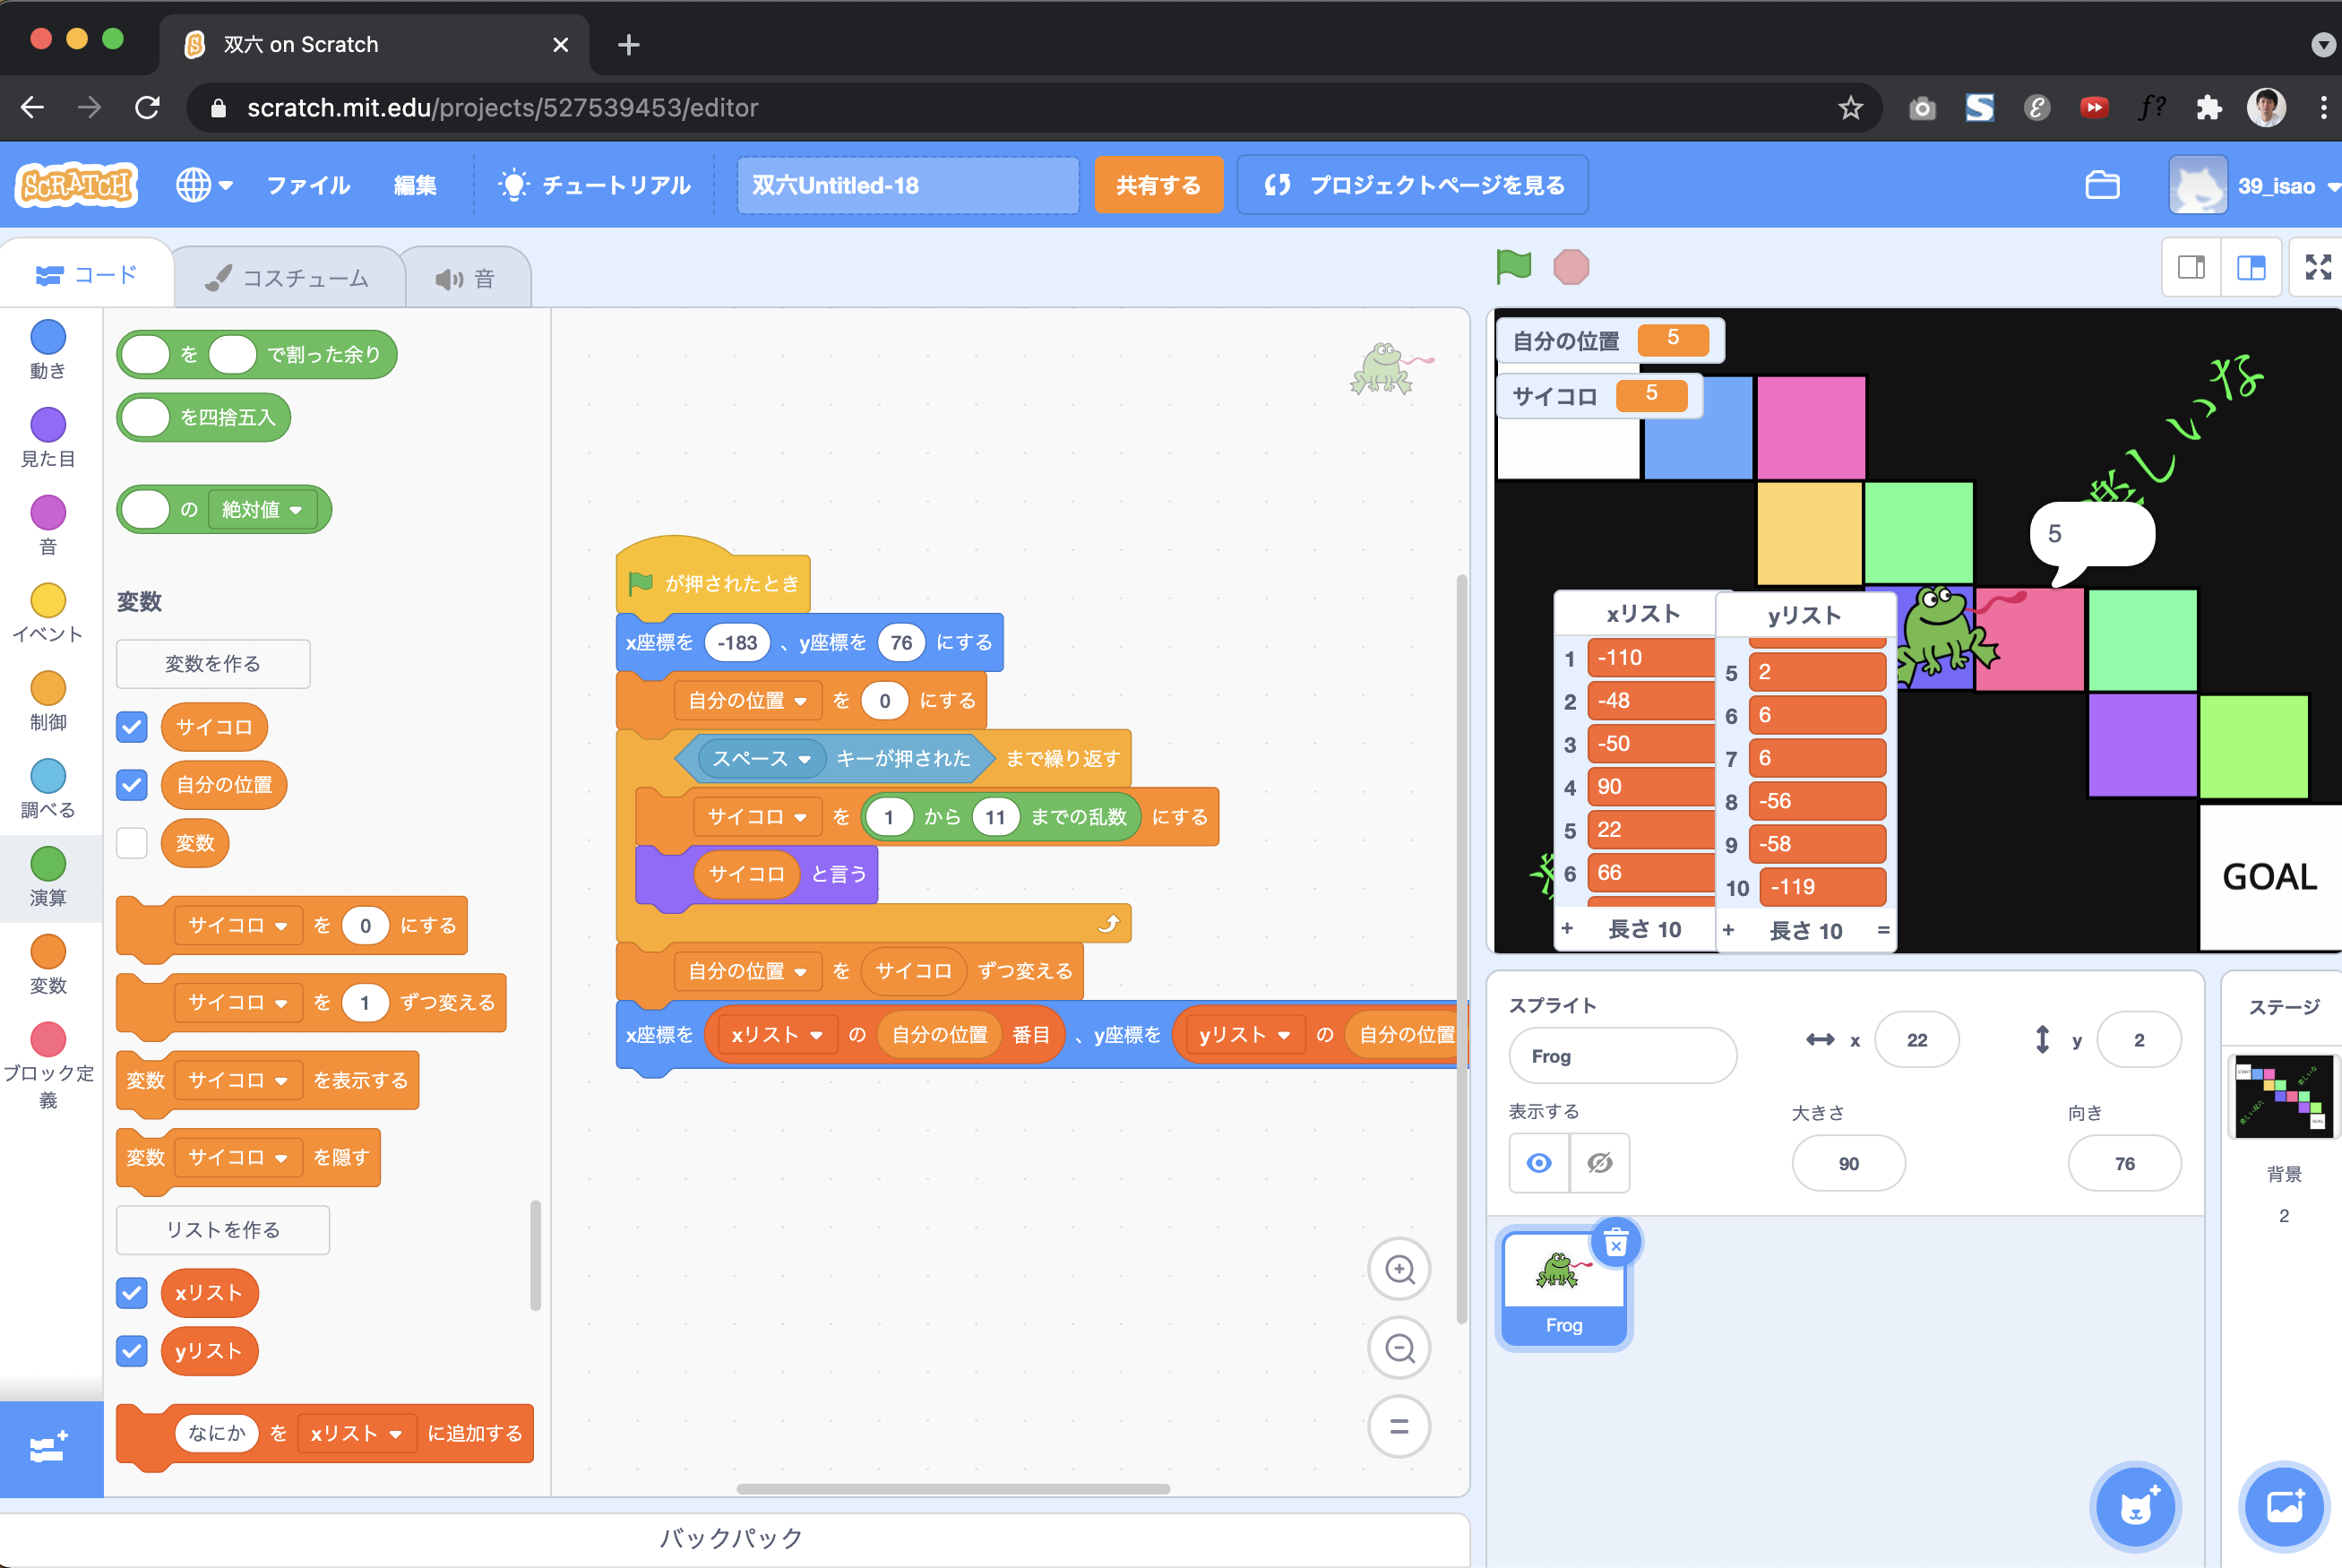 双六 on Scratch
scratch.mit.edu/projects/527539453/editor
SCRATCH
ファイル
編集
チュートリアル
双六Untitled-18
共有する
プロジェクトページを見る
39_isao
コード
コスチューム
音
動き
見た目
音
イベント
制御
調べる
演算
変数
ブロック定義
を で割った余り
を四捨五入
の 絶対値
変数
変数を作る
サイコロ
自分の位置
変数
サイコロ を 0 にする
サイコロ を 1 ずつ変える
変数 サイコロ を表示する
変数 サイコロ を隠す
リストを作る
xリスト
yリスト
なにか を xリスト に追加する
が押されたとき
x座標を -183 、y座標を 76 にする
自分の位置 を 0 にする
スペース キーが押された まで繰り返す
サイコロ を 1 から 11 までの乱数 にする
サイコロ と言う
自分の位置 を サイコロ ずつ変える
x座標を xリスト の 自分の位置 番目 、y座標を yリスト の 自分の位置
バックパック
自分の位置 5
サイコロ 5
楽しいな
5
xリスト
1 -110
2 -48
3 -50
4 90
5 22
6 66
+ 長さ 10
yリスト
5 2
6 6
7 6
8 -56
9 -58
10 -119
+ 長さ 10 =
GOAL
スプライト
Frog
x 22
y 2
表示する
大きさ
90
向き
76
Frog
ステージ
背景
2